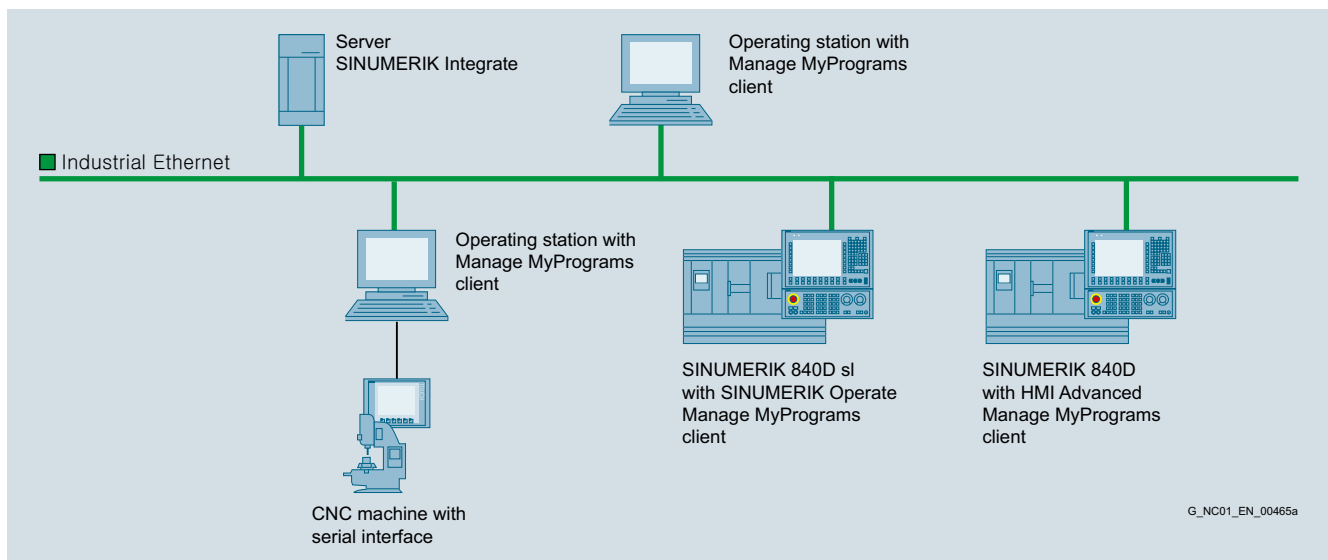 Server
SINUMERIK Integrate
Operating station with
Manage MyPrograms
client
Industrial Ethernet
Operating station with
Manage MyPrograms
client
SINUMERIK 840D sl
with SINUMERIK Operate
Manage MyPrograms
client
SINUMERIK 840D
with HMI Advanced
Manage MyPrograms
client
CNC machine with
serial interface
G_NC01_EN_00465a